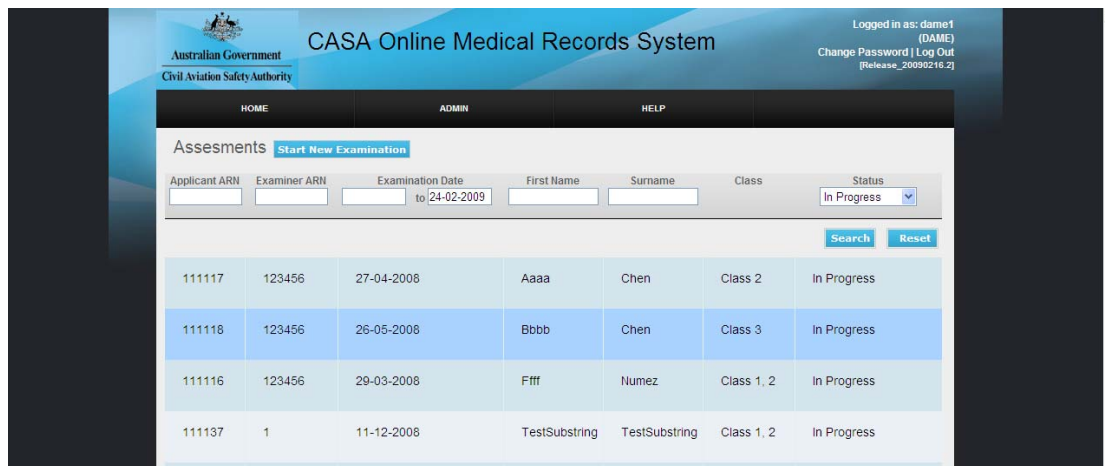 Australian Government
Civil Aviation Safety Authority
CASA Online Medical Records System
Logged in as: dame1
(DAME)
Change Password | Log Out
[Release_20090216.2]
HOME ADMIN HELP
Assesments Start New Examination
Applicant ARN Examiner ARN Examination Date First Name Surname Class Status
to 24-02-2009 In Progress
Search Reset
111117 123456 27-04-2008 Aaaa Chen Class 2 In Progress
111118 123456 26-05-2008 Bbbb Chen Class 3 In Progress
111116 123456 29-03-2008 Ffff Numez Class 1, 2 In Progress
111137 1 11-12-2008 TestSubstring TestSubstring Class 1, 2 In Progress